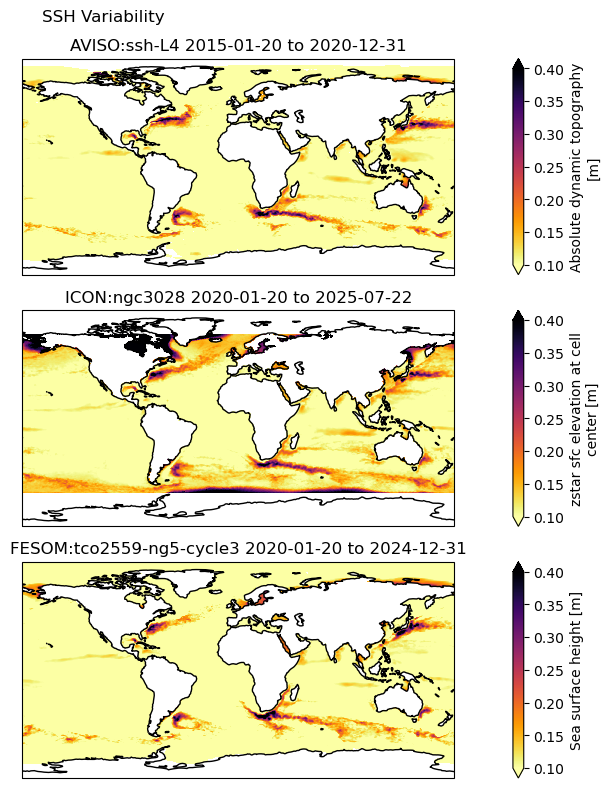 SSH Variability
AVISO:ssh-L4 2015-01-20 to 2020-12-31
0.40
0.35
0.30
0.25
0.20
0.15
0.10
Absolute dynamic topography
[m]
ICON:ngc3028 2020-01-20 to 2025-07-22
0.40
0.35
0.30
0.25
0.20
0.15
0.10
zstar sfc elevation at cell
center [m]
FESOM:tco2559-ng5-cycle3 2020-01-20 to 2024-12-31
0.40
0.35
0.30
0.25
0.20
0.15
0.10
Sea surface height [m]